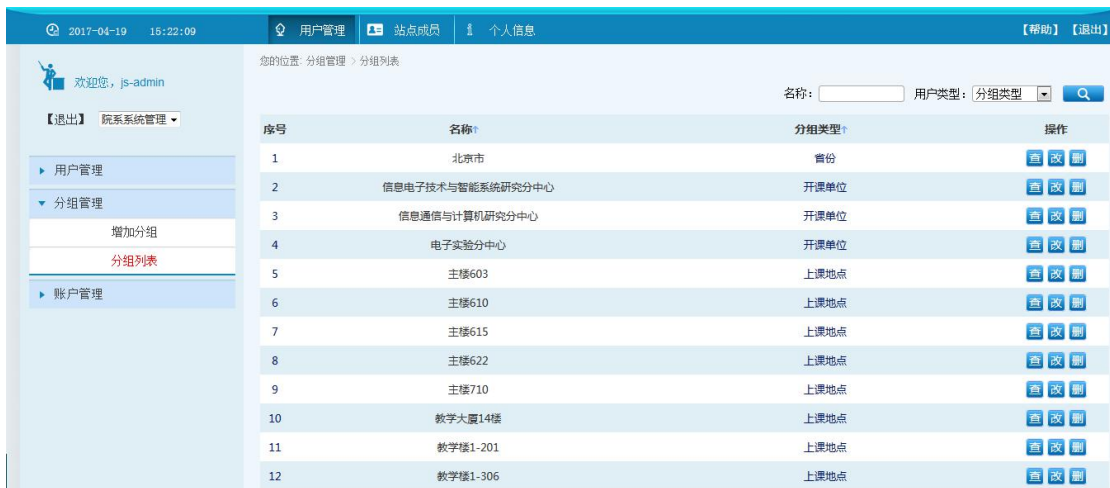 2017-04-19 15:22:09 用户管理 站点成员 个人信息 【帮助】 【退出】
欢迎您，js-admin
【退出】 院系系统管理
用户管理
分组管理
增加分组
分组列表
账户管理
您的位置: 分组管理 > 分组列表
名称： 用户类型： 分组类型
序号 名称↑ 分组类型↑ 操作
1 北京市 省份 查 改 删
2 信息电子技术与智能系统研究分中心 开课单位 查 改 删
3 信息通信与计算机研究分中心 开课单位 查 改 删
4 电子实验分中心 开课单位 查 改 删
5 主楼603 上课地点 查 改 删
6 主楼610 上课地点 查 改 删
7 主楼615 上课地点 查 改 删
8 主楼622 上课地点 查 改 删
9 主楼710 上课地点 查 改 删
10 教学大厦14楼 上课地点 查 改 删
11 教学楼1-201 上课地点 查 改 删
12 教学楼1-306 上课地点 查 改 删